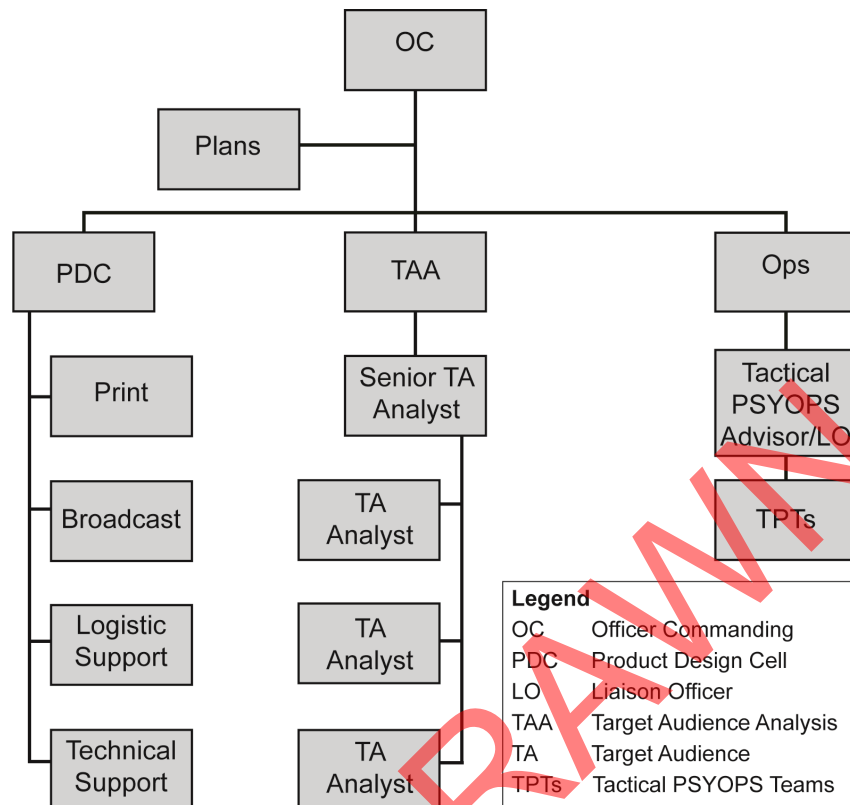 OC
Plans
PDC
TAA
Ops
Print
Senior TA
Analyst
Tactical
PSYOPS
Advisor/LO
Broadcast
TA
Analyst
TPTs
Logistic
Support
TA
Analyst
Technical
Support
TA
Analyst
Legend
OC Officer Commanding
PDC Product Design Cell
LO Liaison Officer
TAA Target Audience Analysis
TA Target Audience
TPTs Tactical PSYOPS Teams
RAWN